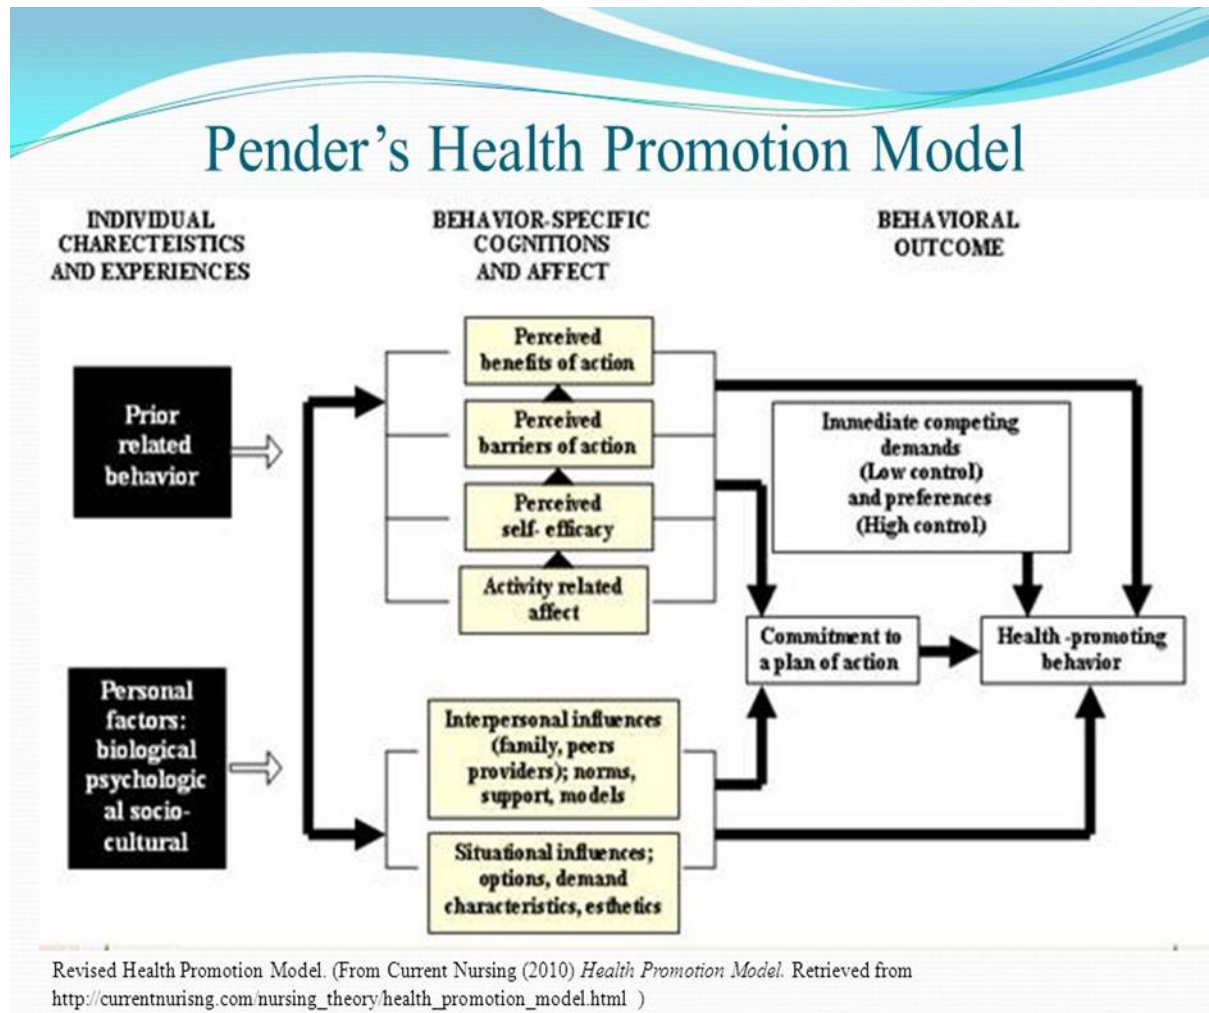 Pender's Health Promotion Model
INDIVIDUAL
CHARECTEISTICS
AND EXPERIENCES
BEHAVIOR-SPECIFIC
COGNITIONS
AND AFFECT
BEHAVIORAL
OUTCOME
Prior
related
behavior
Personal
factors:
biological
psychologic
al socio-
cultural
Perceived
benefits of action
Perceived
barriers of action
Perceived
self- efficacy
Activity related
affect
Interpersonal influences
(family, peers
providers); norms,
support, models
Situational influences;
options, demand
characteristics, esthetics
Immediate competing
demands
(Low control)
and preferences
(High control)
Commitment to
a plan of action
Health -promoting
behavior
Revised Health Promotion Model. (From Current Nursing (2010) Health Promotion Model. Retrieved from
http://currentnurisng.com/nursing_theory/health_promotion_model.html )